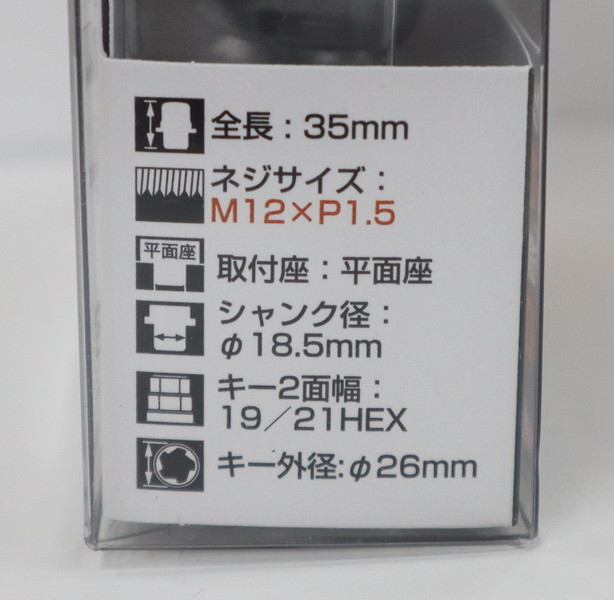 全長：35mm
ネジサイズ：
M12×P1.5
平面座
取付座：平面座
シャンク径：
φ18.5mm
キー2面幅：
19／21HEX
キー外径:φ26mm